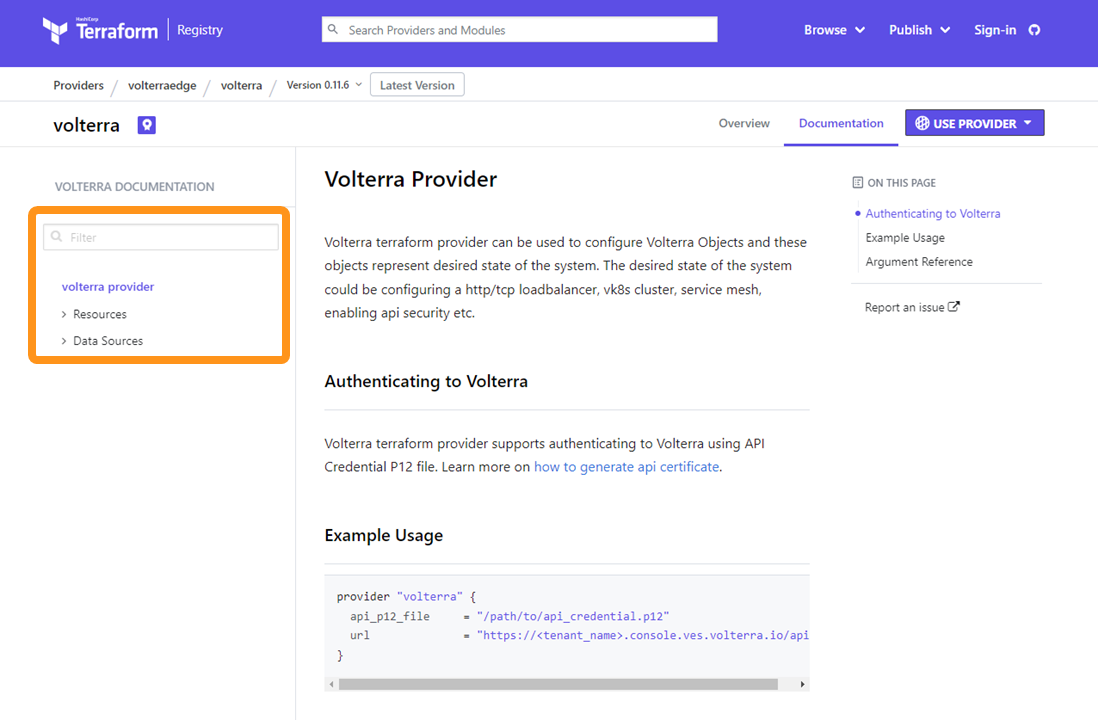 HashiCorp
Terraform
Registry
Search Providers and Modules
Browse
Publish
Sign-in
Providers / volterraedge / volterra / Version 0.11.6
Latest Version
volterra
Overview
Documentation
USE PROVIDER
VOLTERRA DOCUMENTATION
Filter
volterra provider
Resources
Data Sources
Volterra Provider
Volterra terraform provider can be used to configure Volterra Objects and these
objects represent desired state of the system. The desired state of the system
could be configuring a http/tcp loadbalancer, vk8s cluster, service mesh,
enabling api security etc.
Authenticating to Volterra
Volterra terraform provider supports authenticating to Volterra using API
Credential P12 file. Learn more on how to generate api certificate.
Example Usage
provider "volterra" {
  api_p12_file     = "/path/to/api_credential.p12"
  url              = "https://<tenant_name>.console.ves.volterra.io/api
}
ON THIS PAGE
Authenticating to Volterra
Example Usage
Argument Reference
Report an issue